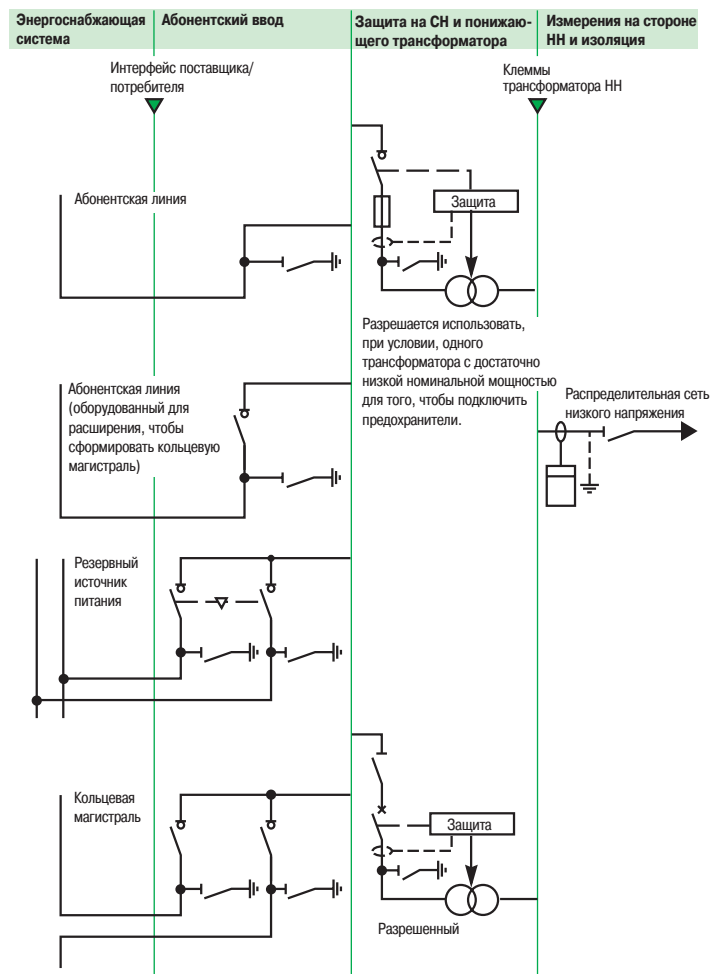 Энергоснабжающая
система
Абонентский ввод
Защита на СН и понижаю-
щего трансформатора
Измерения на стороне
НН и изоляция
Интерфейс поставщика/
потребителя
Клеммы
трансформатора НН
Абонентская линия
Защита
Разрешается использовать,
при условии, одного
трансформатора с достаточно
низкой номинальной мощностью
для того, чтобы подключить
предохранители.
Абонентская линия
(оборудованный для
расширения, чтобы
сформировать кольцевую
магистраль)
Распределительная сеть
низкого напряжения
Резервный
источник
питания
Кольцевая
магистраль
Защита
Разрешенный